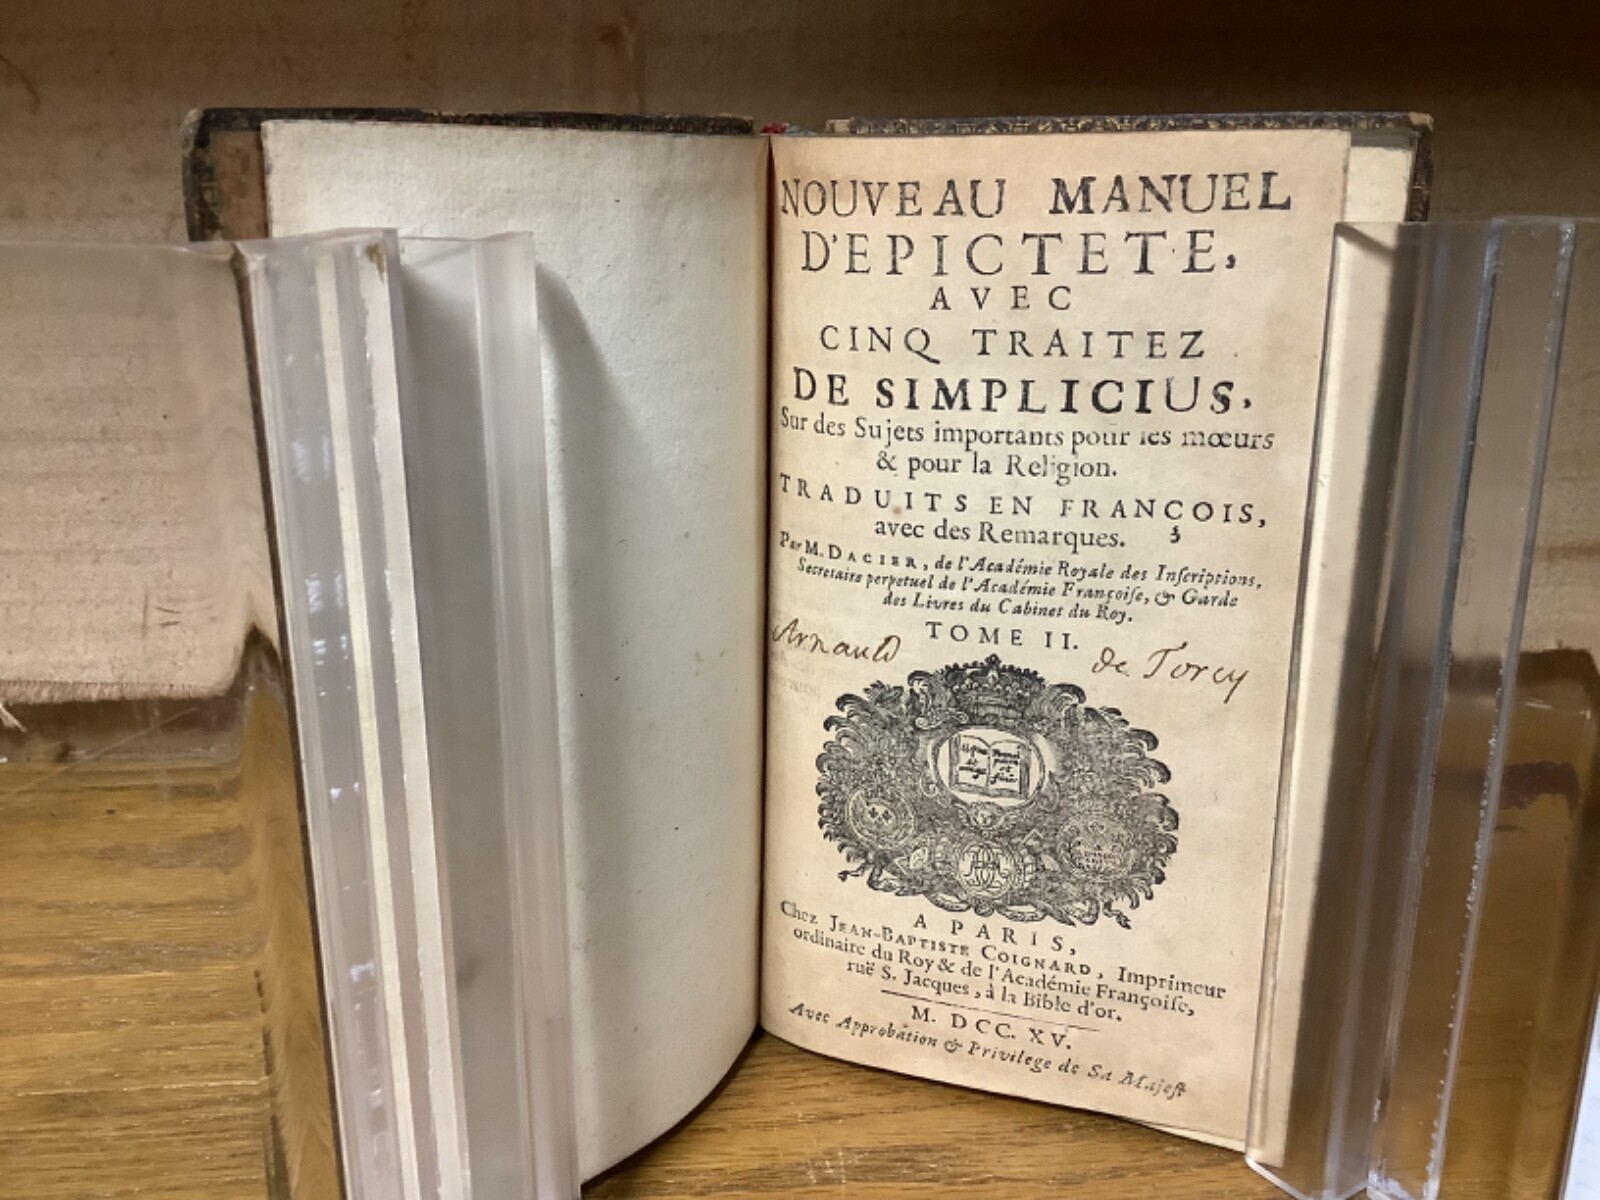 NOUVEAU MANUEL
D'EPICTETE,
AVEC
CINQ TRAITEZ
DE SIMPLICIUS,
Sur des Sujets importants pour les mœurs
& pour la Religion.
TRADUITS EN FRANÇOIS,
avec des Remarques.
Par M. DACIER, de l'Académie Royale des Inſcriptions,
Secretaire perpetuel de l'Académie Françoiſe, & Garde
des Livres du Cabinet du Roy.
TOME II.
Arnauld de Torcy
A PARIS,
Chez JEAN-BAPTISTE COIGNARD, Imprimeur
ordinaire du Roy & de l'Académie Françoiſe,
ruë S. Jacques, à la Bible d'or.
M. DCC. XV.
Avec Approbation & Privilege de Sa Majeſt